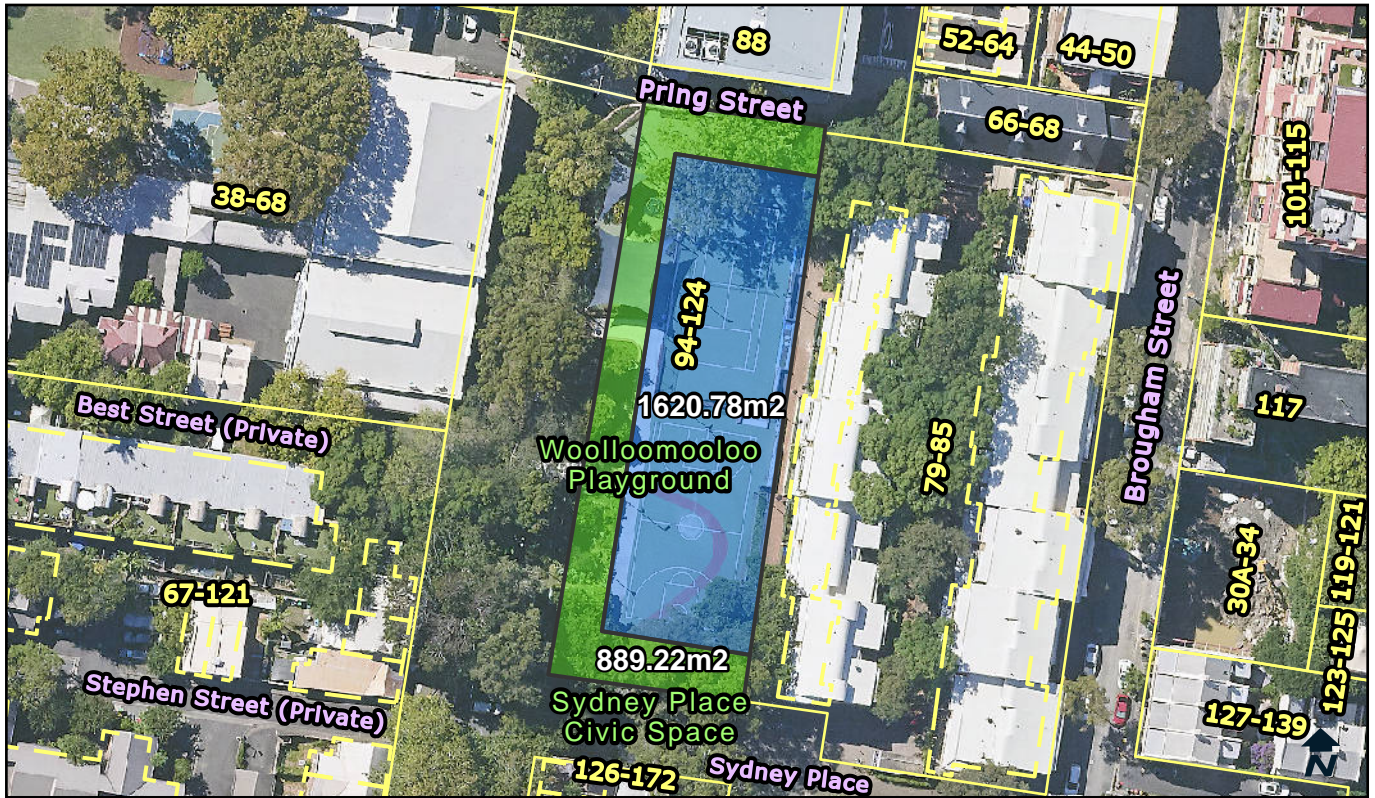 88
52-64
44-50
Pring Street
66-68
101-115
38-68
94-124
Brougham Street
1620.78m2
117
Best Street (Private)
Woolloomooloo
Playground
79-85
119-121
30A-34
67-121
123-125
889.22m2
Stephen Street (Private)
Sydney Place
Civic Space
127-139
126-172
Sydney Place
N